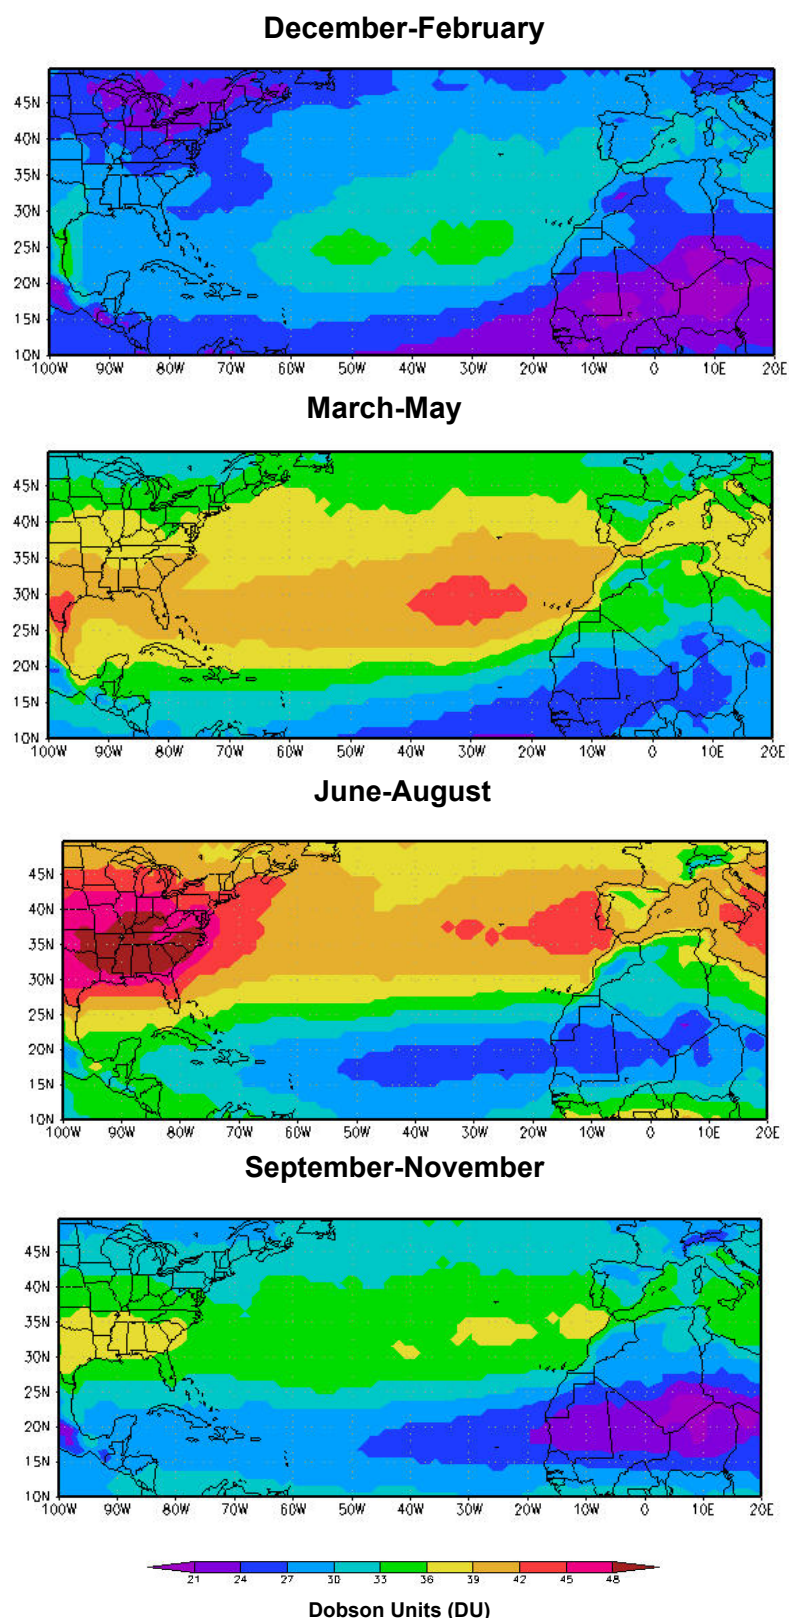 December-February
45N
40N
35N
30N
25N
20N
15N
10N
100W 90W 80W 70W 60W 50W 40W 30W 20W 10W 0 10E 20E
March-May
45N
40N
35N
30N
25N
20N
15N
10N
100W 90W 80W 70W 60W 50W 40W 30W 20W 10W 0 10E 20E
June-August
45N
40N
35N
30N
25N
20N
15N
10N
100W 90W 80W 70W 60W 50W 40W 30W 20W 10W 0 10E 20E
September-November
45N
40N
35N
30N
25N
20N
15N
10N
100W 90W 80W 70W 60W 50W 40W 30W 20W 10W 0 10E 20E
21 24 27 30 33 36 39 42 45 48
Dobson Units (DU)